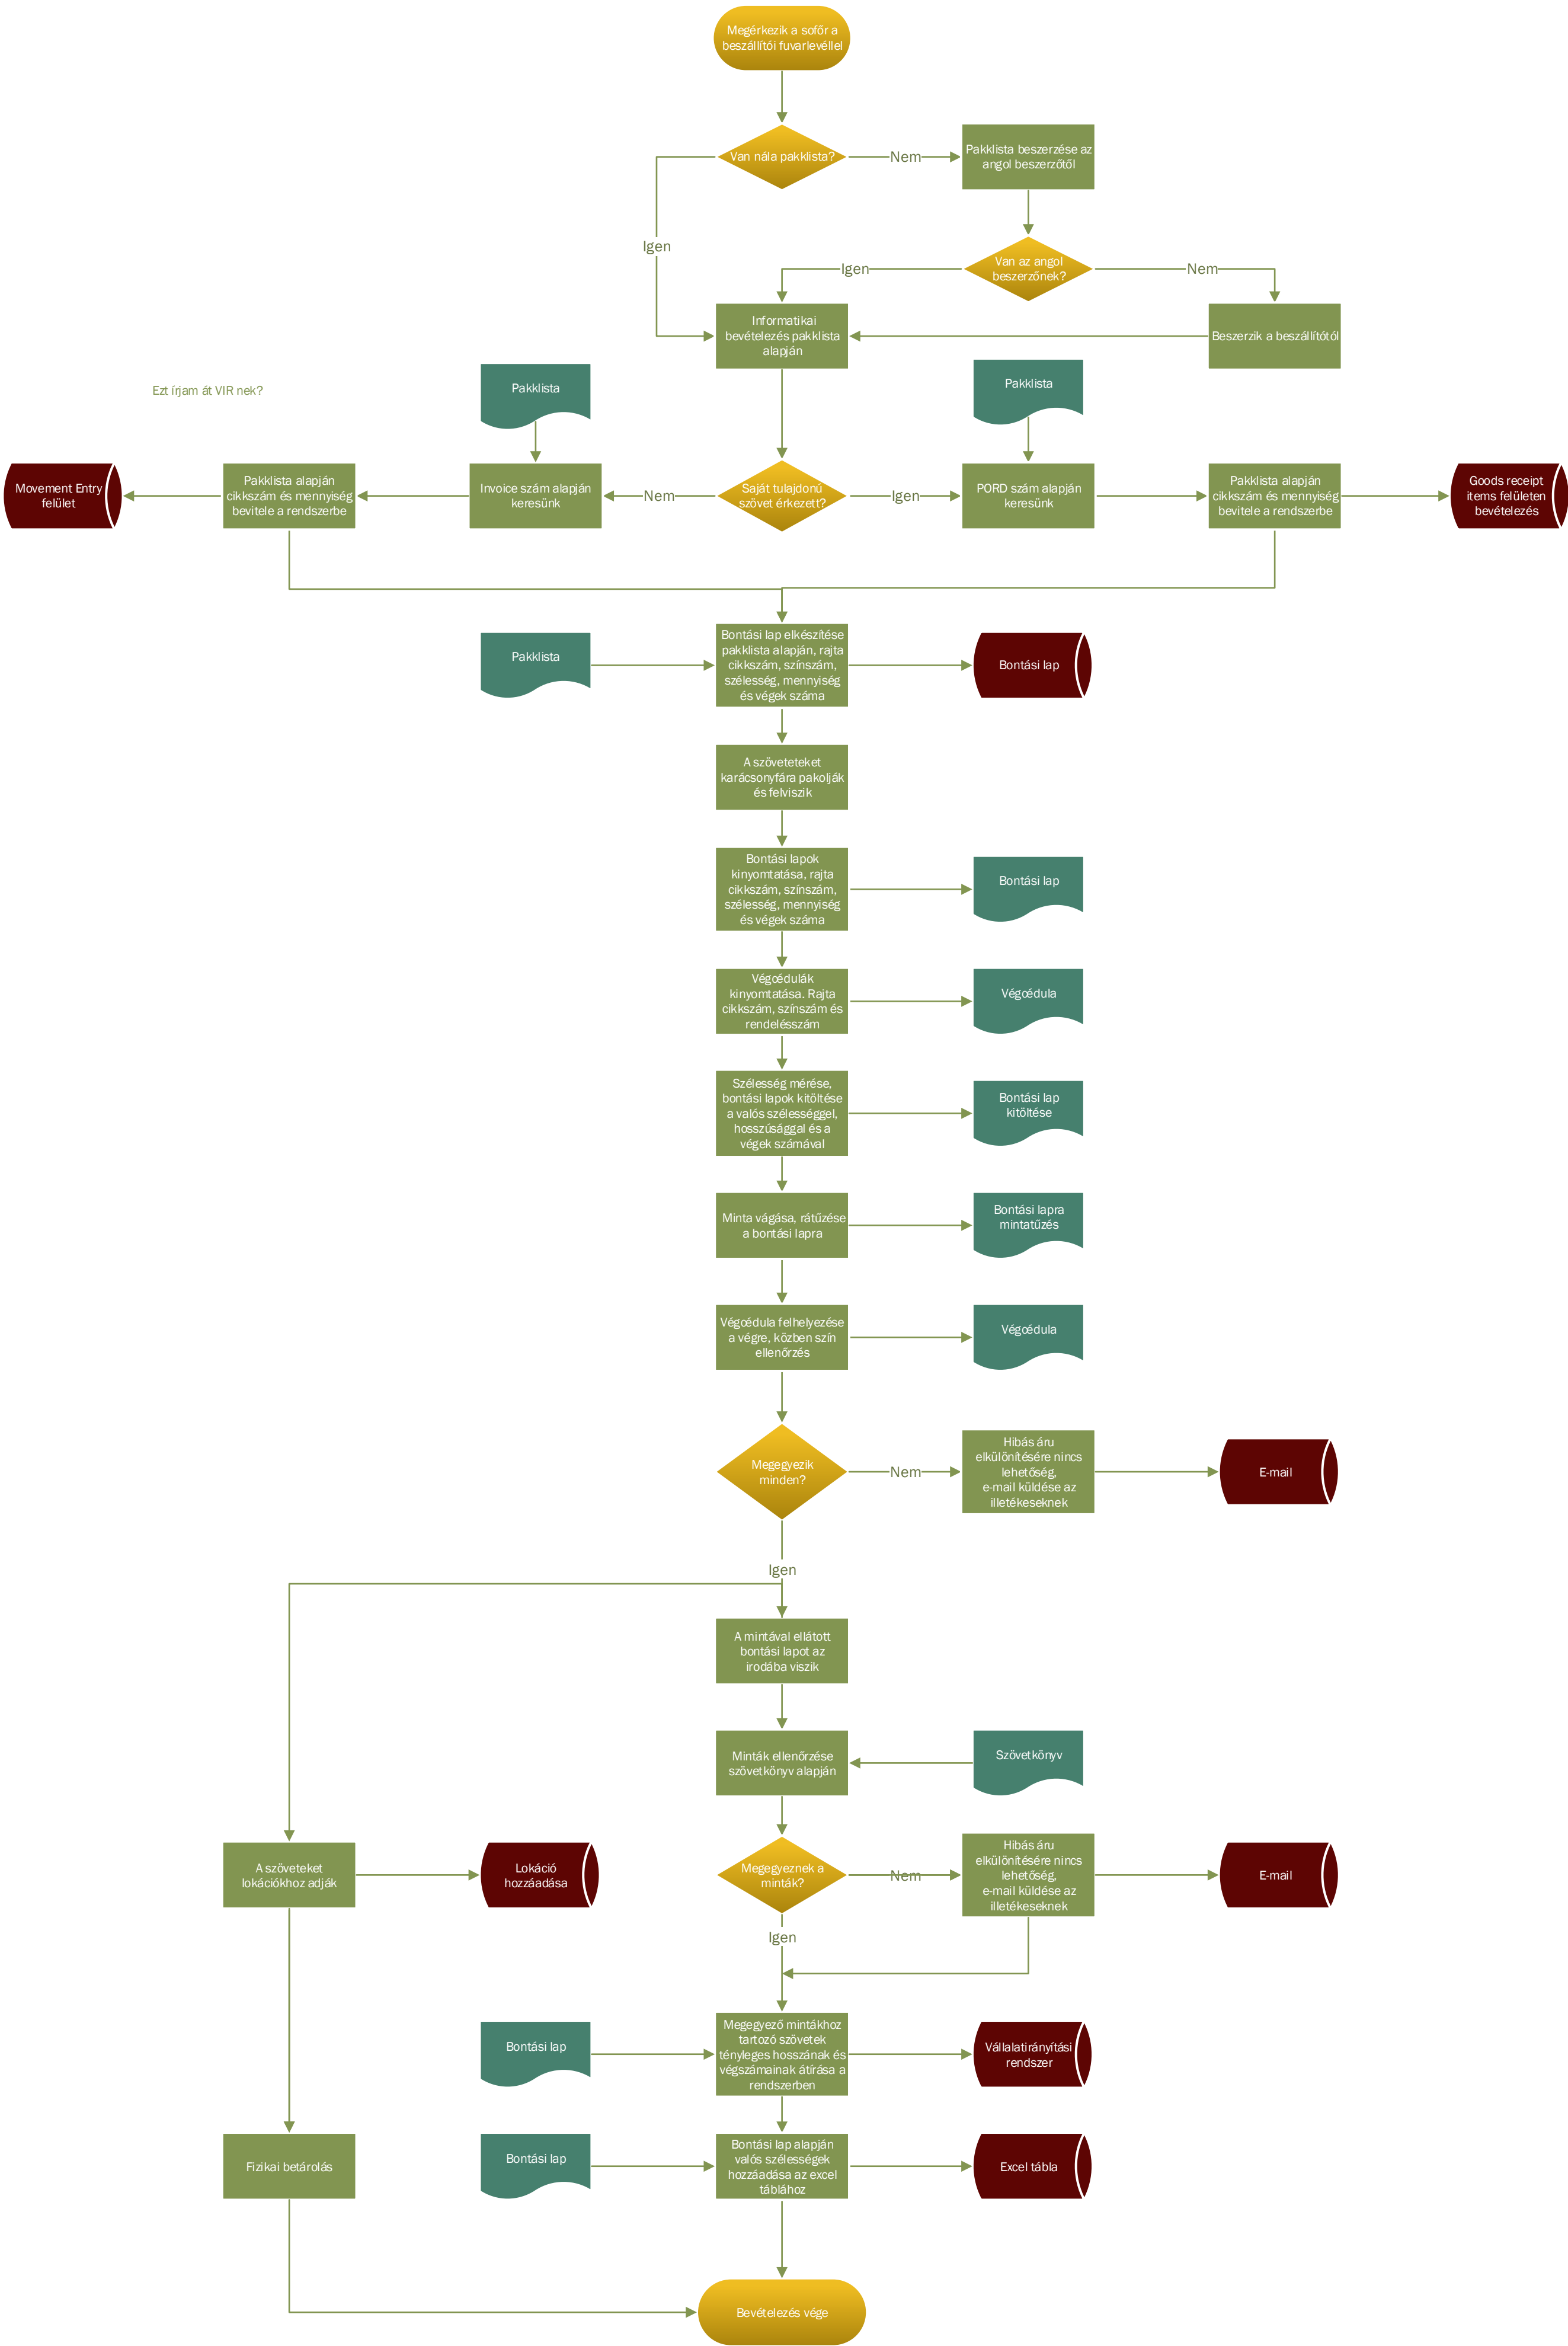 Megérkezik a sofőr a
beszállítói fuvarlevéllel
Van nála pakklista?
Nem
Pakklista beszerzése az
angol beszerzőtől
Igen
Van az angol
beszerzőnek?
Igen
Nem
Informatikai
bevételezés pakklista
alapján
Beszerzik a beszállítótól
Ezt írjam át VIR nek?
Pakklista
Pakklista
Movement Entry
felület
Pakklista alapján
cikkszám és mennyiség
bevitele a rendszerbe
Invoice szám alapján
keresünk
Nem
Saját tulajdonú
szövet érkezett?
Igen
PORD szám alapján
keresünk
Pakklista alapján
cikkszám és mennyiség
bevitele a rendszerbe
Goods receipt
items felületen
bevételezés
Pakklista
Bontási lap elkészítése
pakklista alapján, rajta
cikkszám, színszám,
szélesség, mennyiség
és végek száma
Bontási lap
A szöveteteket
karácsonyfára pakolják
és felviszik
Bontási lapok
kinyomtatása, rajta
cikkszám, színszám,
szélesség, mennyiség
és végek száma
Bontási lap
Végcédulák
kinyomtatása. Rajta
cikkszám, színszám és
rendelésszám
Végcédula
Szélesség mérése,
bontási lapok kitöltése
a valós szélességgel,
hosszúsággal és a
végek számával
Bontási lap
kitöltése
Minta vágása, rátűzése
a bontási lapra
Bontási lapra
mintatűzés
Végcédula felhelyezése
a végre, közben szín
ellenőrzés
Végcédula
Megegyezik
minden?
Nem
Hibás áru
elkülönítésére nincs
lehetőség,
e-mail küldése az
illetékeseknek
E-mail
Igen
A mintával ellátott
bontási lapot az
irodába viszik
Minták ellenőrzése
szövetkönyv alapján
Szövetkönyv
A szöveteket
lokációkhoz adják
Lokáció
hozzáadása
Megegyeznek a
minták?
Nem
Hibás áru
elkülönítésére nincs
lehetőség,
e-mail küldése az
illetékeseknek
E-mail
Igen
Bontási lap
Megegyező mintákhoz
tartozó szövetek
tényleges hosszának és
végszámainak átírása a
rendszerben
Vállalatirányítási
rendszer
Fizikai betárolás
Bontási lap
Bontási lap alapján
valós szélességek
hozzáadása az excel
táblához
Excel tábla
Bevételezés vége